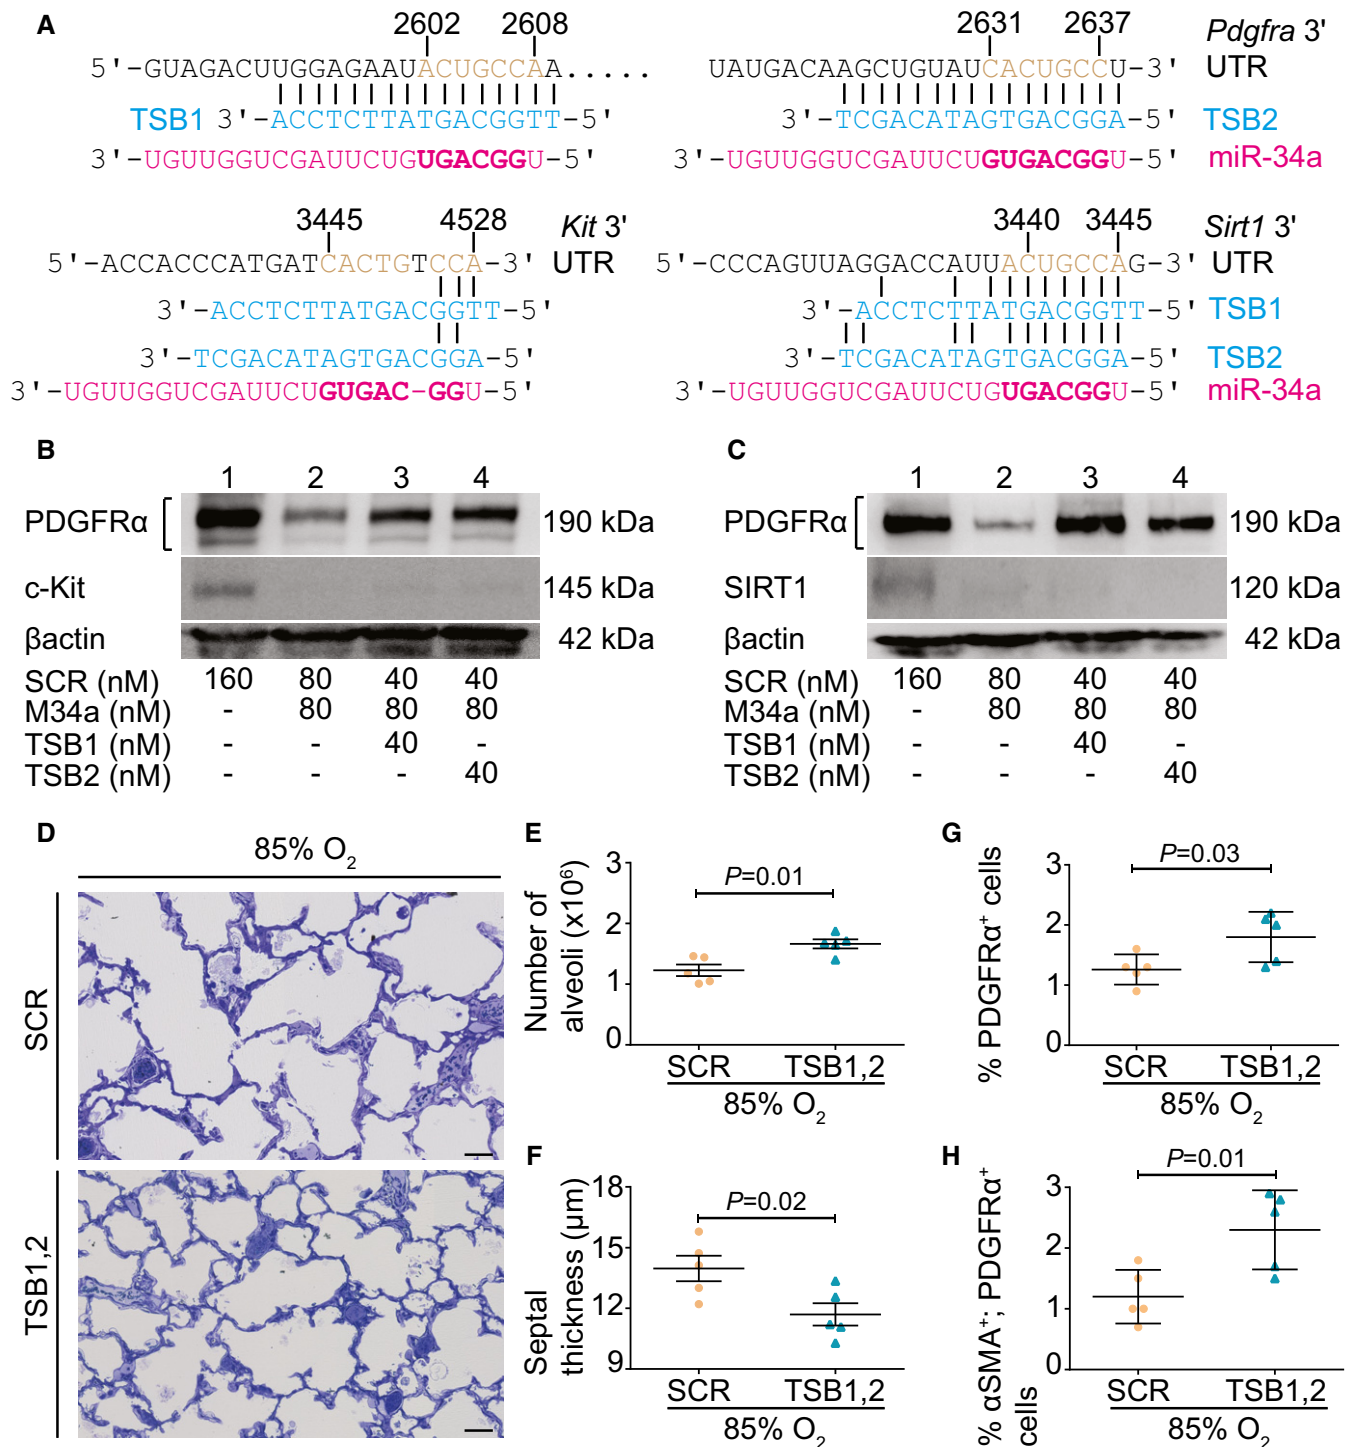 A
2602 2608
5'-GUAGACUUGGAGAAUACUGCCAA.....
TSB1 3'-ACCTCTTATGACGGTT-5'
3'-UGUUGGUCGAUUCUGUGACGGU-5'
2631 2637 Pdgfra 3'
UAUGACAAGCUGUAUCACUGCCU-3' UTR
3'-TCGACATAGTGACGGA-5' TSB2
3'-UGUUGGUCGAUUCUGUGACGGU-5' miR-34a
3445 4528 Kit 3'
5'-ACCACCCATGATCACTGTCCA-3' UTR
3'-ACCTCTTATGACGGTT-5'
3'-TCGACATAGTGACGGA-5'
3'-UGUUGGUCGAUUCUGUGAC-GGU-5'
3440 3445 Sirt1 3'
5'-CCCAGUUAGGACCAUUACUGCCAG-3' UTR
3'-ACCTCTTATGACGGTT-5' TSB1
3'-TCGACATAGTGACGGA-5' TSB2
3'-UGUUGGUCGAUUCUGUGACGGU-5' miR-34a
B
1 2 3 4
PDGFRα 190 kDa
c-Kit 145 kDa
βactin 42 kDa
SCR (nM) 160 80 40 40
M34a (nM) - 80 80 80
TSB1 (nM) - - 40 -
TSB2 (nM) - - - 40
C
1 2 3 4
PDGFRα 190 kDa
SIRT1 120 kDa
βactin 42 kDa
SCR (nM) 160 80 40 40
M34a (nM) - 80 80 80
TSB1 (nM) - - 40 -
TSB2 (nM) - - - 40
D
85% O2
SCR
TSB1,2
E
Number of
alveoli (x10⁶)
3
2
1
0
P=0.01
SCR TSB1,2
85% O2
F
Septal
thickness (µm)
18
15
12
9
P=0.02
SCR TSB1,2
85% O2
G
% PDGFRα⁺ cells
3
2
1
0
P=0.03
SCR TSB1,2
85% O2
H
% αSMA⁺; PDGFRα⁺
cells
3
2
1
0
P=0.01
SCR TSB1,2
85% O2